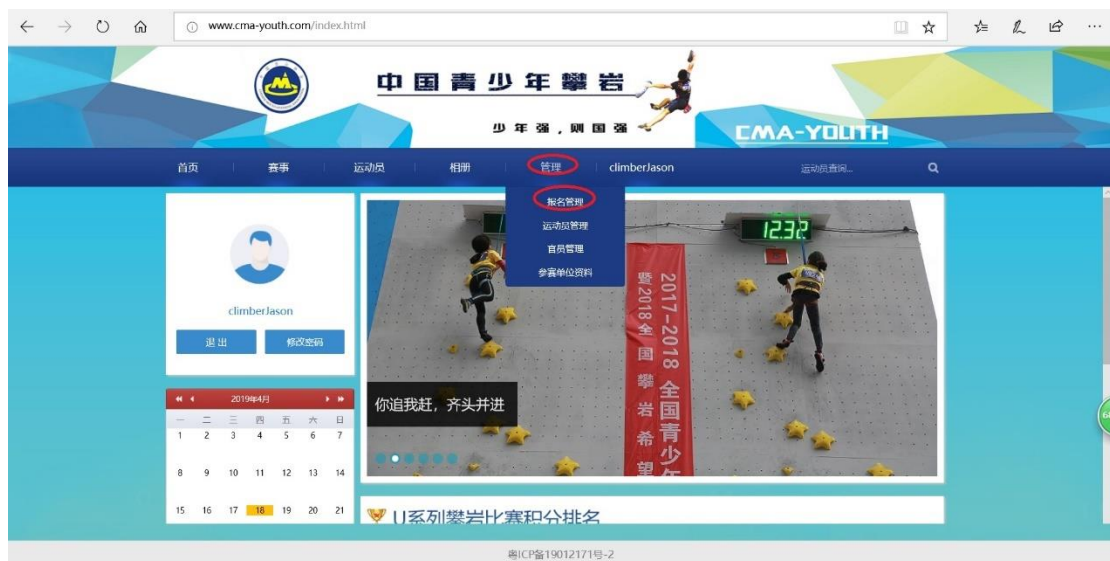 www.cma-youth.com/index.html
中国青少年攀岩
少年强，则国强
CMA-YOUTH
首页 赛事 运动员 相册 管理 climberJason 运动员查询...
报名管理
运动员管理
官员管理
参赛单位资料
climberJason
退出 修改密码
2019年4月
一 二 三 四 五 六 日
1 2 3 4 5 6 7
8 9 10 11 12 13 14
15 16 17 18 19 20 21
12.32
2017-2018全国青少年
暨2018全国攀岩希望
你追我赶，齐头并进
U系列攀岩比赛积分排名
粤ICP备19012171号-2